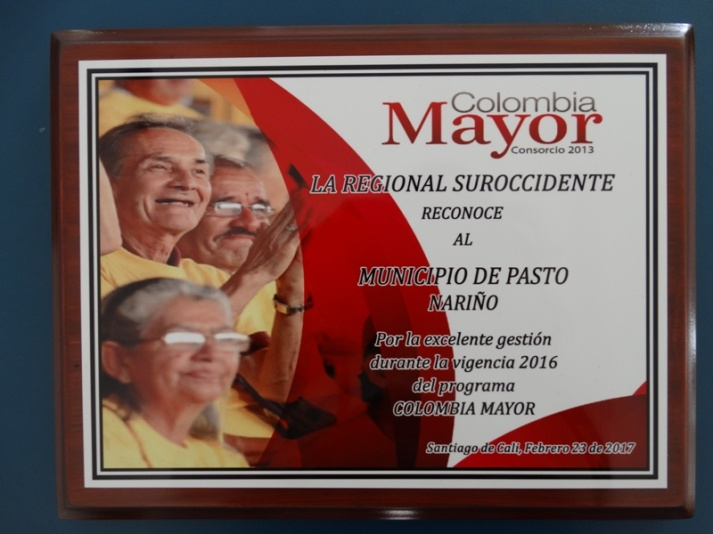 Colombia
Mayor
Consorcio 2013
LA REGIONAL SUROCCIDENTE
RECONOCE
AL
MUNICIPIO DE PASTO
NARIÑO
Por la excelente gestión
durante la vigencia 2016
del programa
COLOMBIA MAYOR
Santiago de Cali, Febrero 23 de 2017